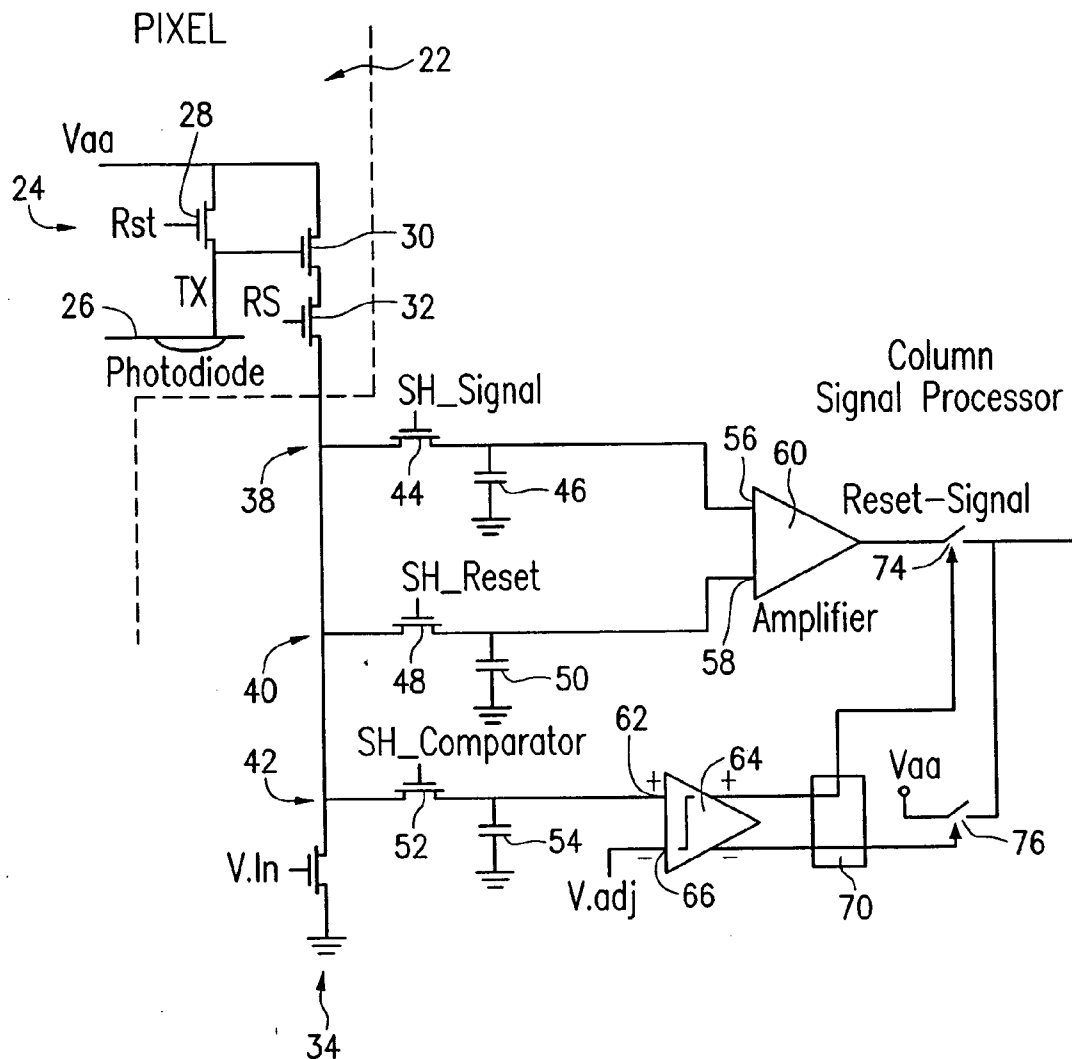 PIXEL
22
28
Vaa
24
Rst
30
TX
RS
32
26
Photodiode
Column
Signal Processor
SH_Signal
56
60
38
44
46
Reset-Signal
74
SH_Reset
Amplifier
58
40
48
50
SH_Comparator
62
64
42
+
+
Vaa
52
54
76
V.In
V.adj
−
−
66
70
34